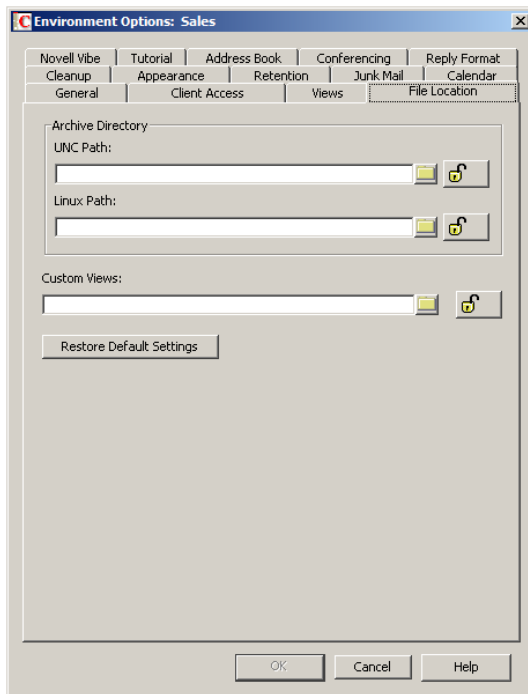 Environment Options: Sales
Novell Vibe Tutorial Address Book Conferencing Reply Format
Cleanup Appearance Retention Junk Mail Calendar
General Client Access Views File Location
Archive Directory
UNC Path:
Linux Path:
Custom Views:
Restore Default Settings
OK Cancel Help